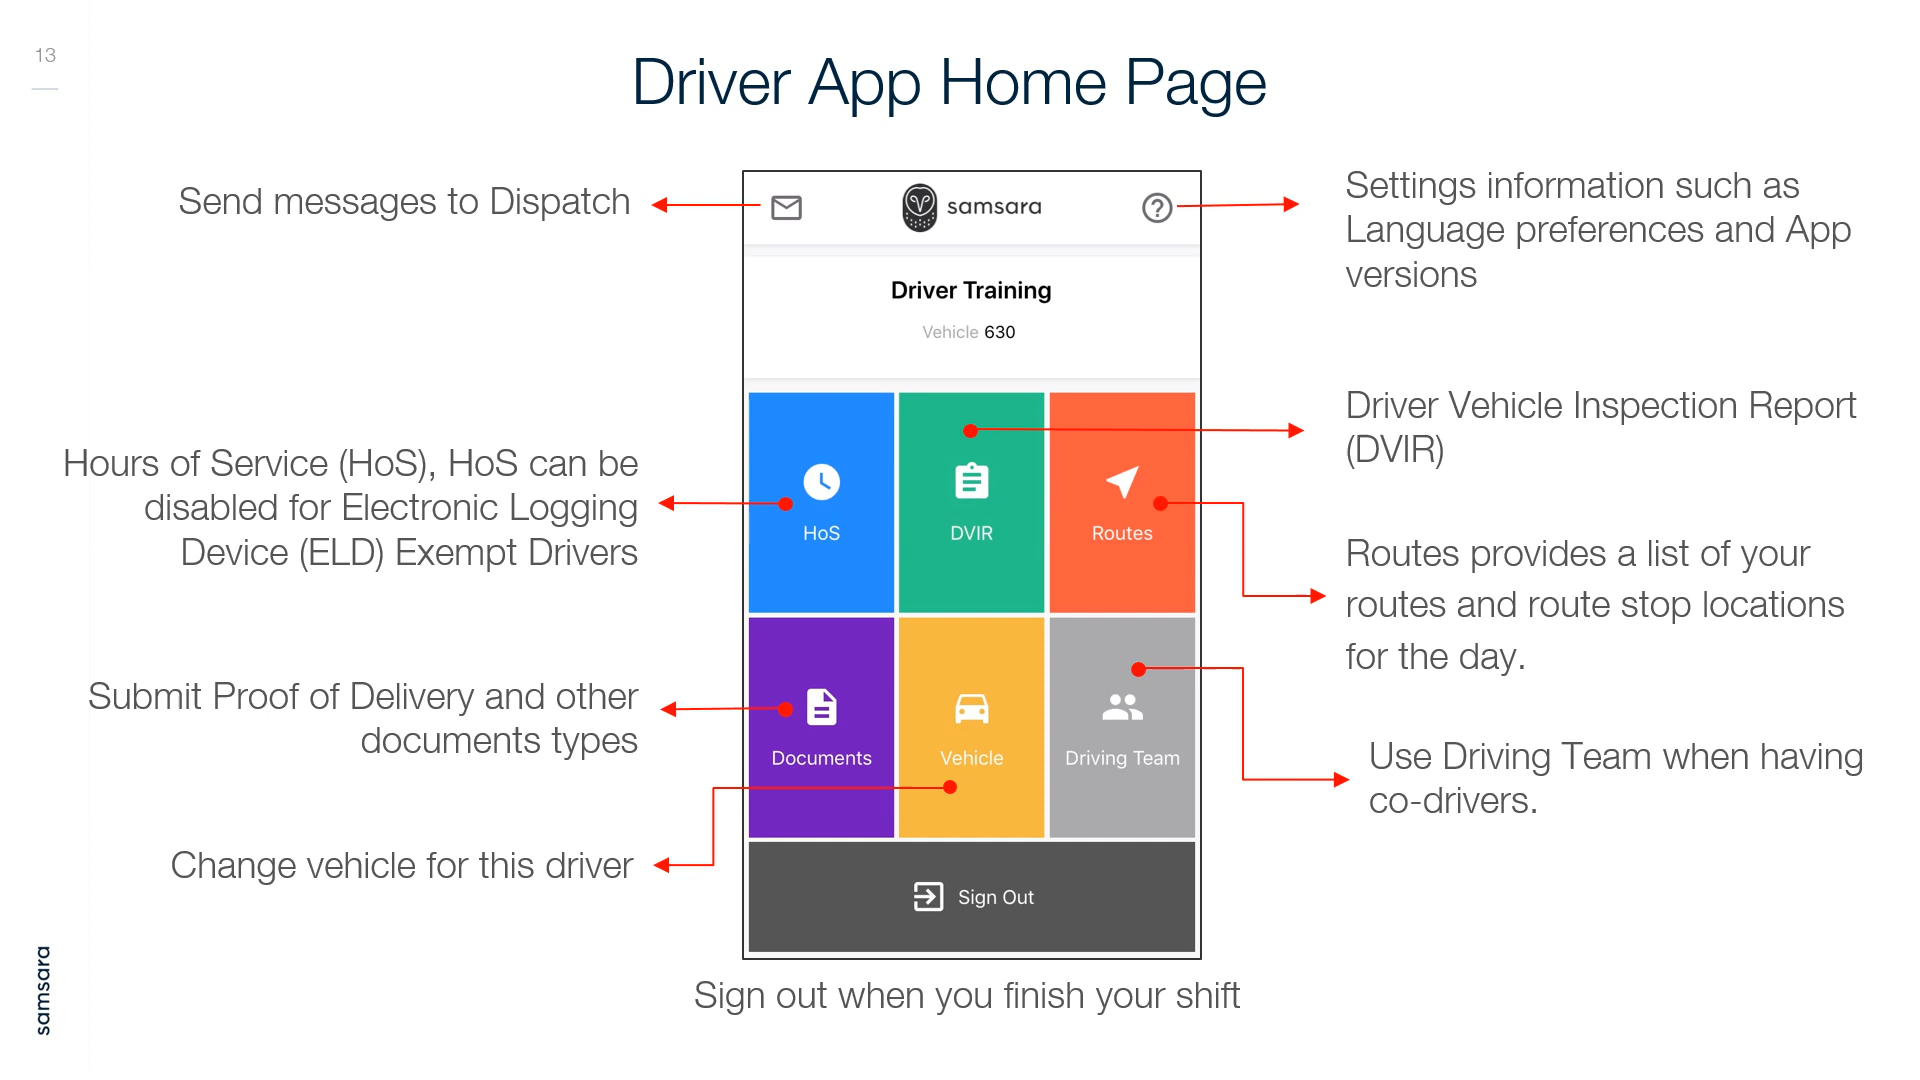 13
Driver App Home Page
Send messages to Dispatch
samsara
Settings information such as
Language preferences and App
versions
Driver Training
Vehicle 630
Driver Vehicle Inspection Report
(DVIR)
Hours of Service (HoS), HoS can be
disabled for Electronic Logging
Device (ELD) Exempt Drivers
HoS
DVIR
Routes
Routes provides a list of your
routes and route stop locations
for the day.
Submit Proof of Delivery and other
documents types
Documents
Vehicle
Driving Team
Use Driving Team when having
co-drivers.
Change vehicle for this driver
Sign Out
Sign out when you finish your shift
samsara